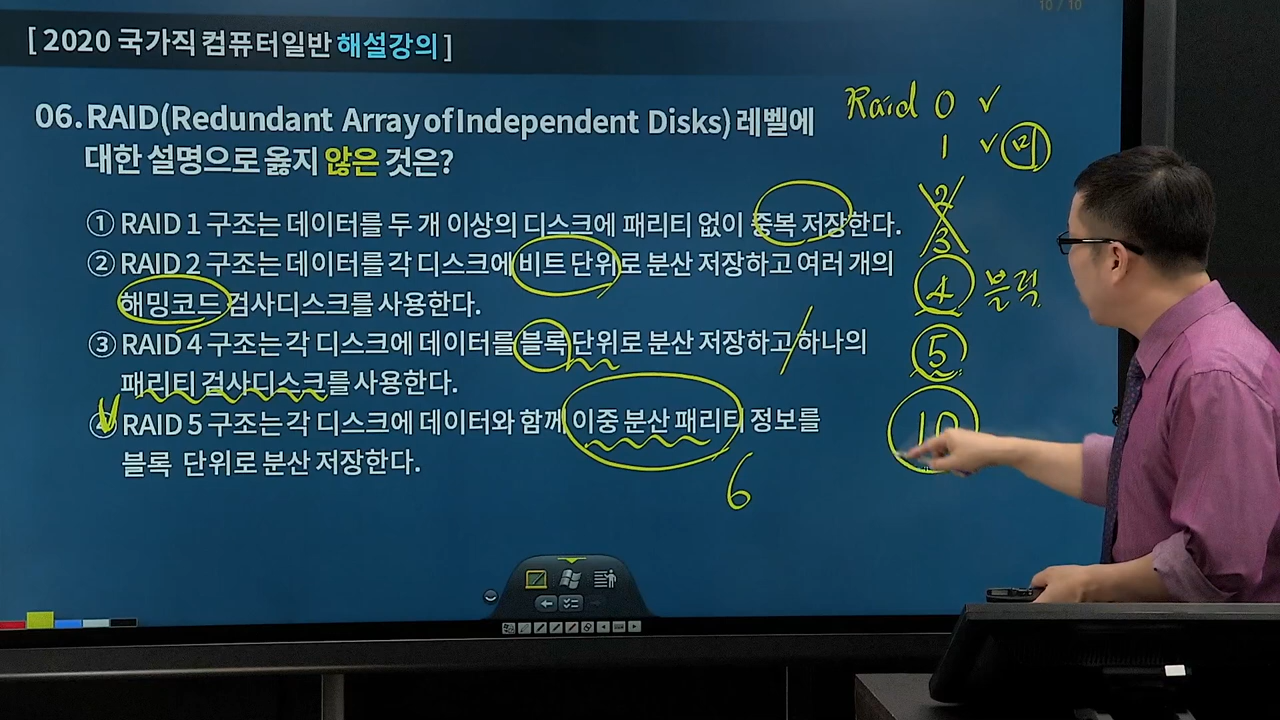 10 / 10
[ 2020 국가직 컴퓨터일반 해설강의 ]
06. RAID(Redundant Array of Independent Disks) 레벨에
대한 설명으로 옳지 않은 것은?
① RAID 1 구조는 데이터를 두 개 이상의 디스크에 패리티 없이 중복 저장한다.
② RAID 2 구조는 데이터를 각 디스크에 비트 단위로 분산 저장하고 여러 개의
해밍코드 검사디스크를 사용한다.
③ RAID 4 구조는 각 디스크에 데이터를 블록 단위로 분산 저장하고 하나의
패리티 검사디스크를 사용한다.
④ RAID 5 구조는 각 디스크에 데이터와 함께 이중 분산 패리티 정보를
블록 단위로 분산 저장한다.
6
Raid 0 ✓
1 ✓ 미
2
3
4 블럭
5
10